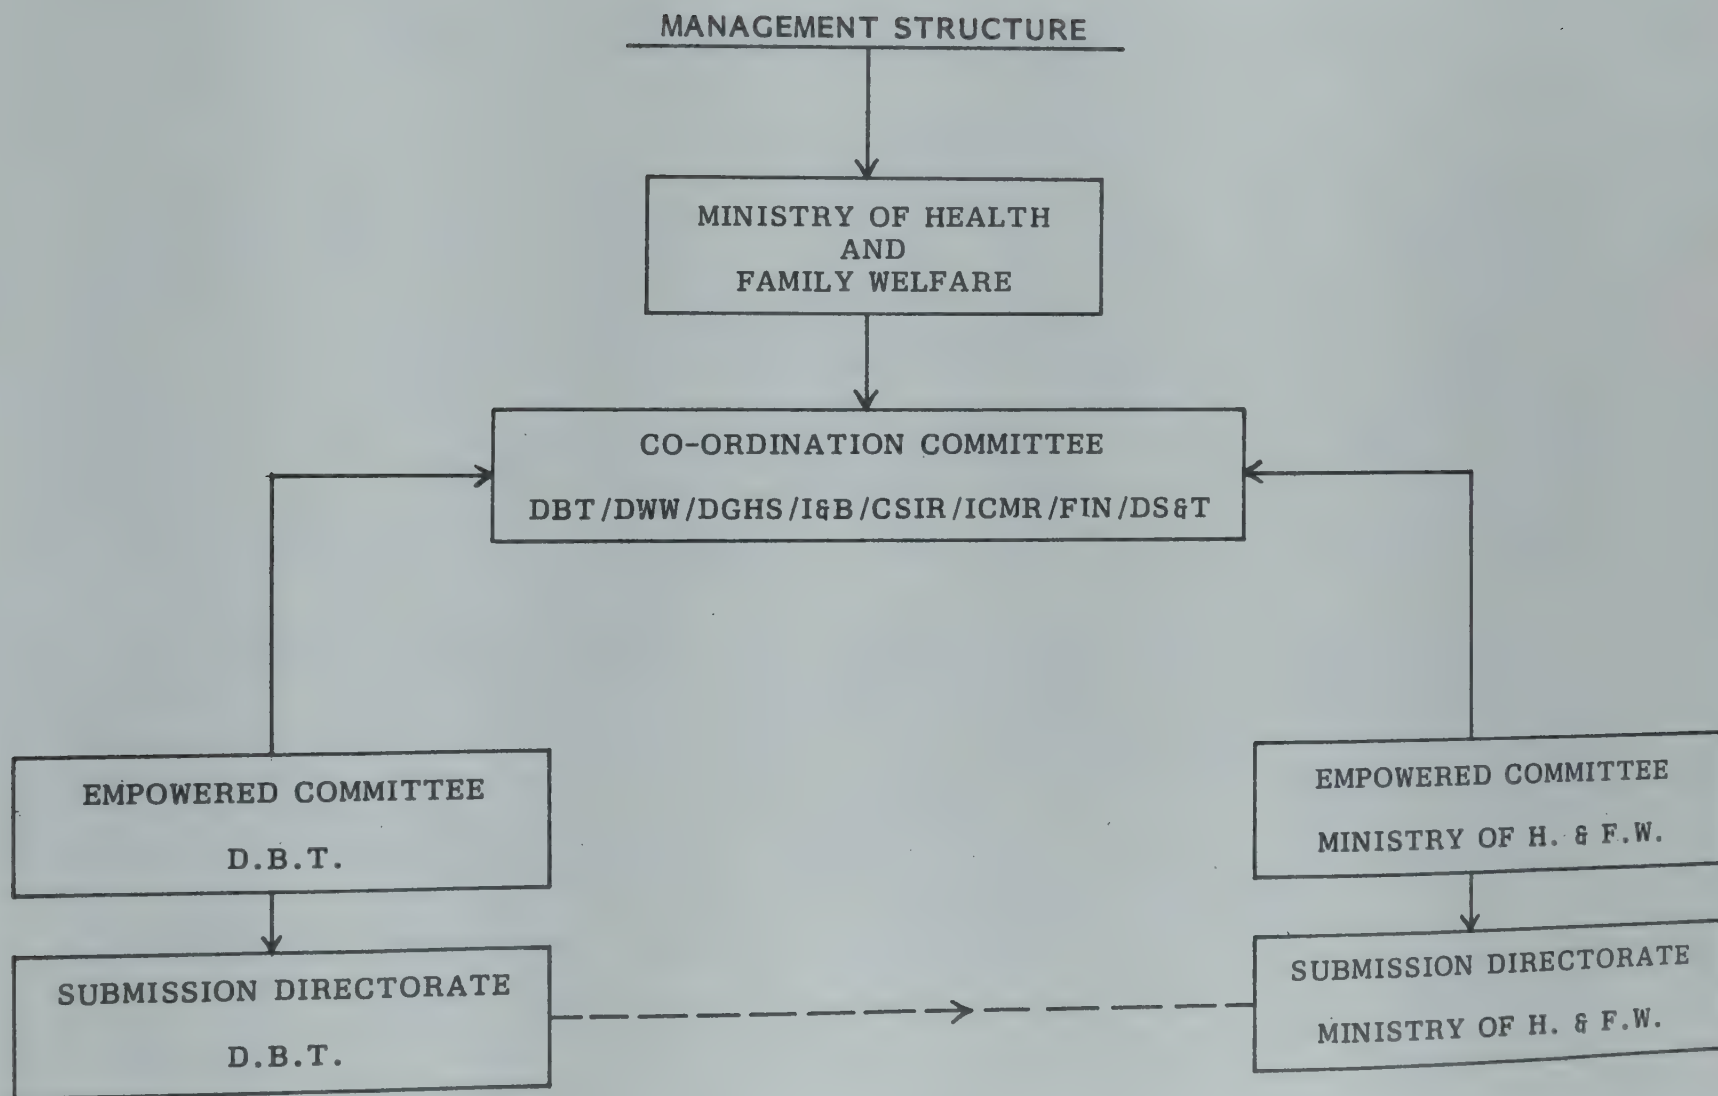 MANAGEMENT STRUCTURE
MINISTRY OF HEALTH
AND
FAMILY WELFARE
CO-ORDINATION COMMITTEE
DBT/DWW/DGHS/I&B/CSIR/ICMR/FIN/DS&T
EMPOWERED COMMITTEE
D.B.T.
EMPOWERED COMMITTEE
MINISTRY OF H. & F.W.
SUBMISSION DIRECTORATE
D.B.T.
SUBMISSION DIRECTORATE
MINISTRY OF H. & F.W.